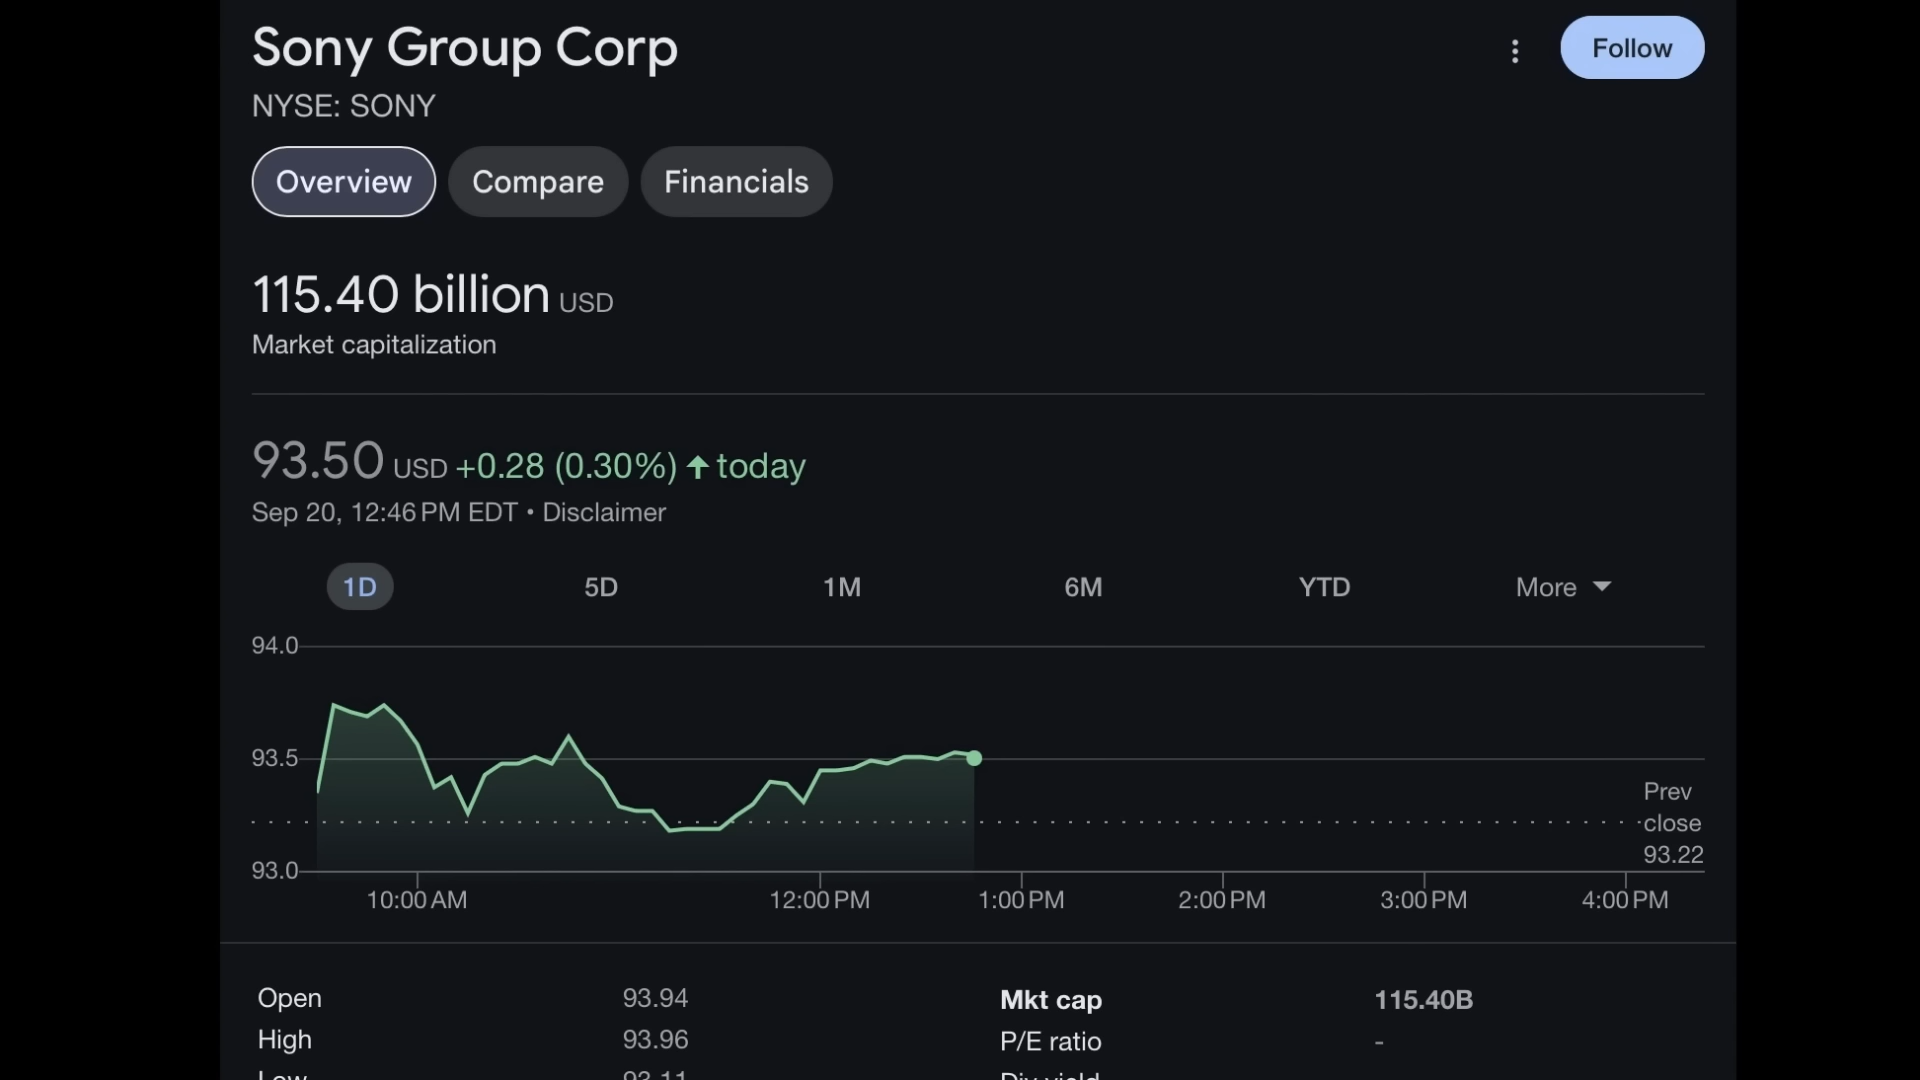 Sony Group Corp
Follow
NYSE: SONY
Overview
Compare
Financials
115.40 billion USD
Market capitalization
93.50 USD +0.28 (0.30%) today
Sep 20, 12:46 PM EDT • Disclaimer
1D
5D
1M
6M
YTD
More
94.0
93.5
93.0
Prev
close
93.22
10:00 AM
12:00 PM
1:00 PM
2:00 PM
3:00 PM
4:00 PM
Open 93.94
Mkt cap 115.40B
High 93.96
P/E ratio -